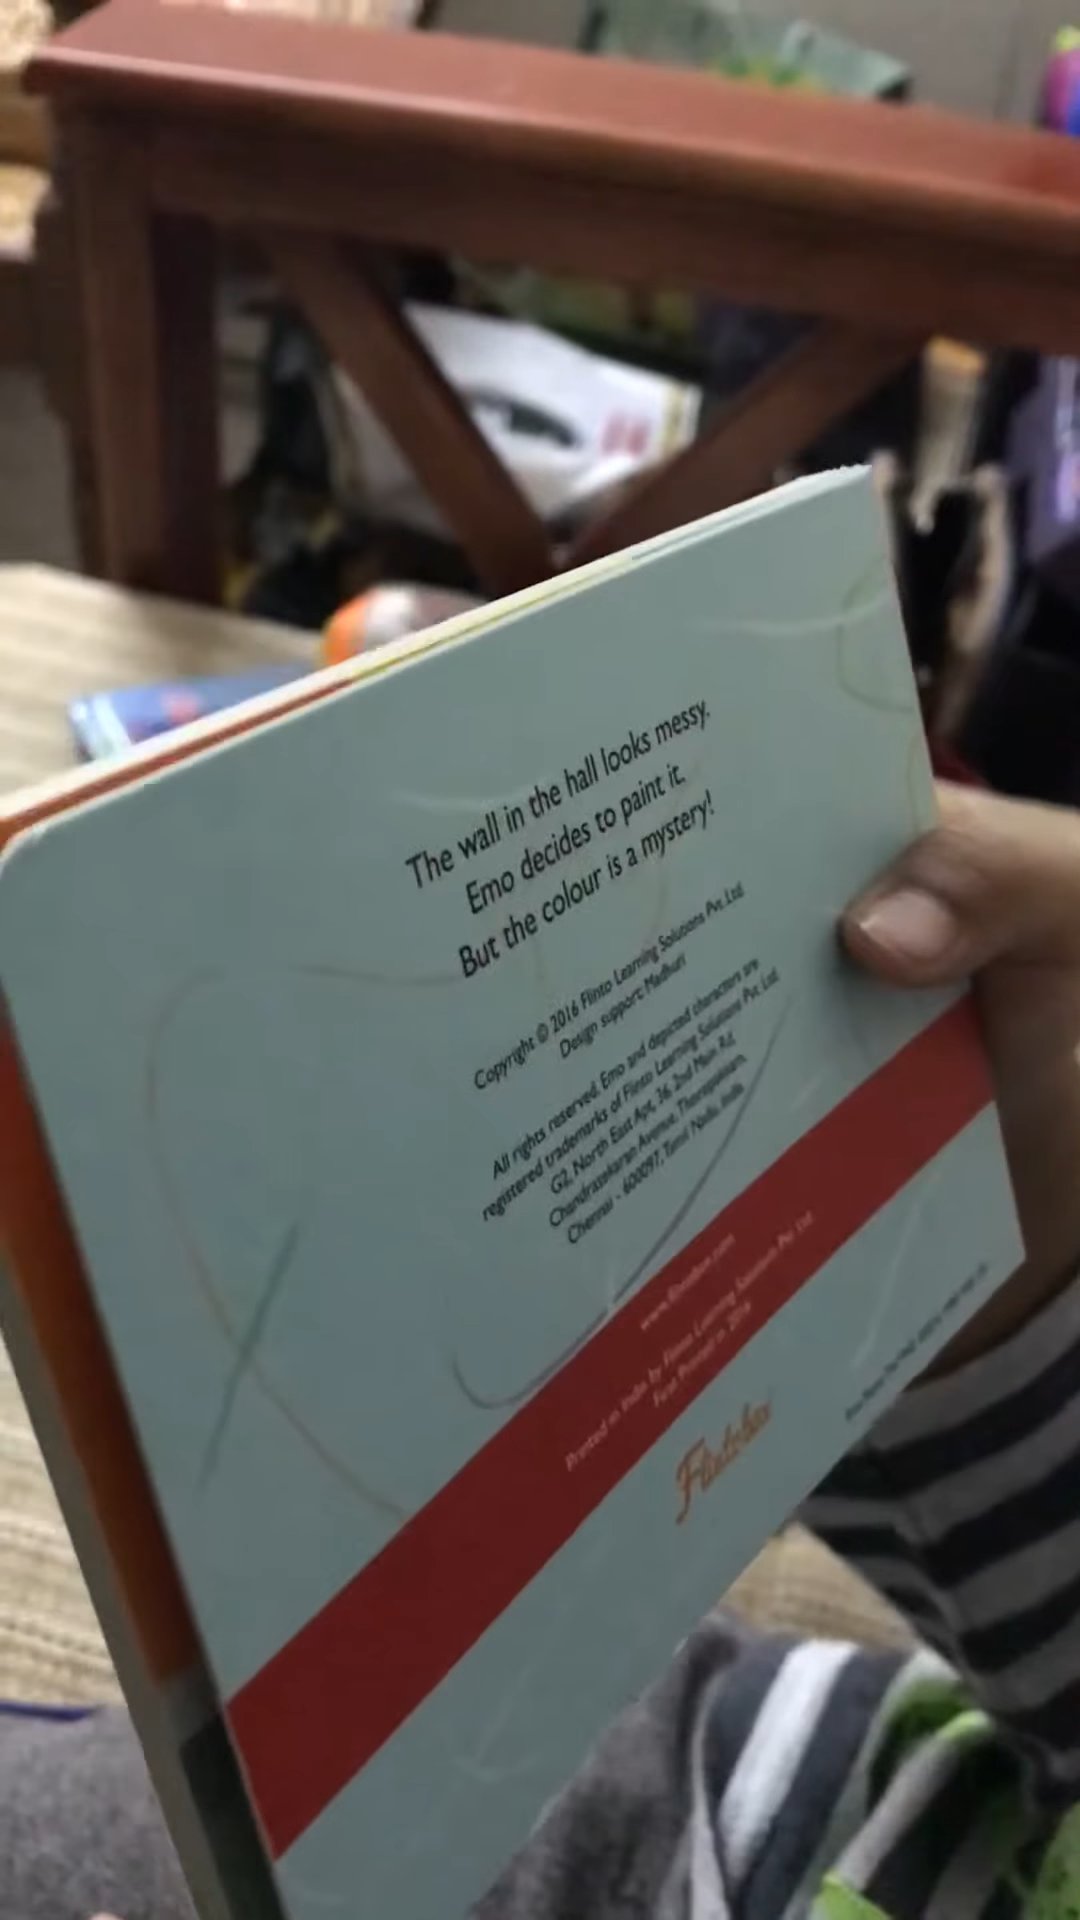 The wall in the hall looks messy.
Emo decides to paint it.
But the colour is a mystery!
Copyright © 2016 Flinto Learning Solutions Pvt. Ltd.
Design support: Madhuri
All rights reserved. Emo and depicted characters are
registered trademarks of Flinto Learning Solutions Pvt. Ltd.
G2, North East Apt, 36, 2nd Main Rd,
Chandrasekaran Avenue, Thoraipakkam,
Chennai - 600097, Tamil Nadu, India
www.flintobox.com
Printed in India by Flinto Learning Solutions Pvt. Ltd.
First Printed in 2016
Flintobox